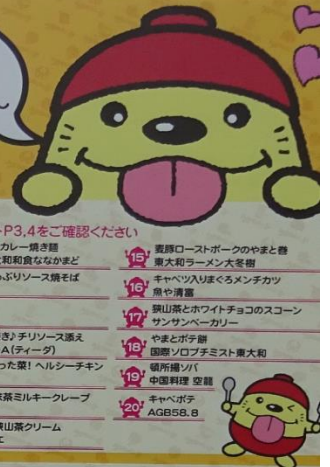 P3,4をご確認ください
カレー焼き麺
和和食ななかまど
ぶりソース焼そば
き♪チリソース添え
A(ティーダ)
った菜!ヘルシーチキン
茶ミルキークレープ
狭山茶クリーム
15 麦豚ローストポークのやまと巻
東大和ラーメン大冬樹
16 キャベツ入りまぐろメンチカツ
魚や清富
17 狭山茶とホワイトチョコのスコーン
サンサンベーカリー
18 やまとポテ餅
国際ソロプチミスト東大和
19 頓所揚ソバ
中国料理 空龍
20 キャベポテ
AGB58.8